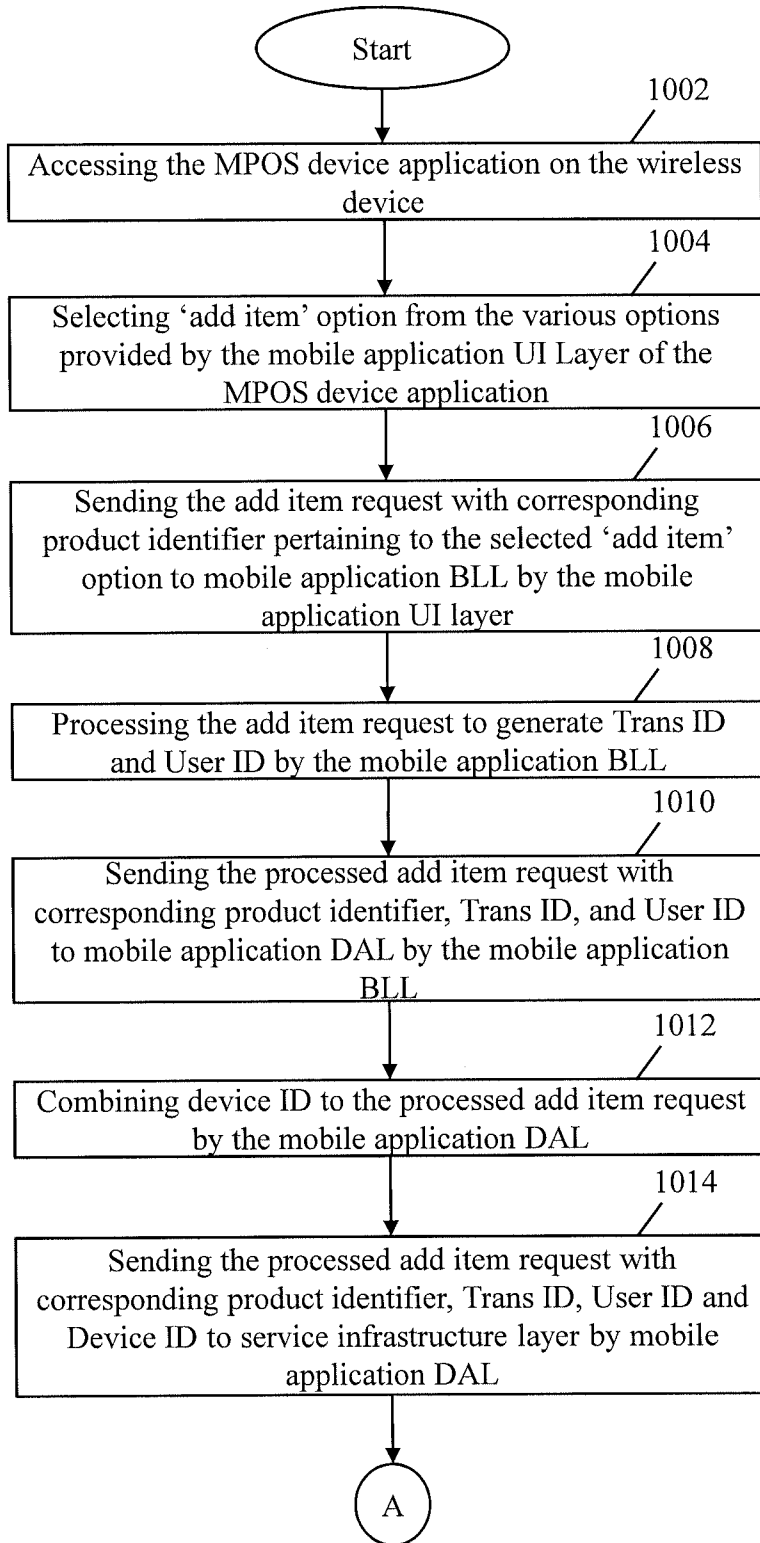 Start
1002
Accessing the MPOS device application on the wireless
device
1004
Selecting ‘add item’ option from the various options
provided by the mobile application UI Layer of the
MPOS device application
1006
Sending the add item request with corresponding
product identifier pertaining to the selected ‘add item’
option to mobile application BLL by the mobile
application UI layer
1008
Processing the add item request to generate Trans ID
and User ID by the mobile application BLL
1010
Sending the processed add item request with
corresponding product identifier, Trans ID, and User ID
to mobile application DAL by the mobile application
BLL
1012
Combining device ID to the processed add item request
by the mobile application DAL
1014
Sending the processed add item request with
corresponding product identifier, Trans ID, User ID and
Device ID to service infrastructure layer by mobile
application DAL
A